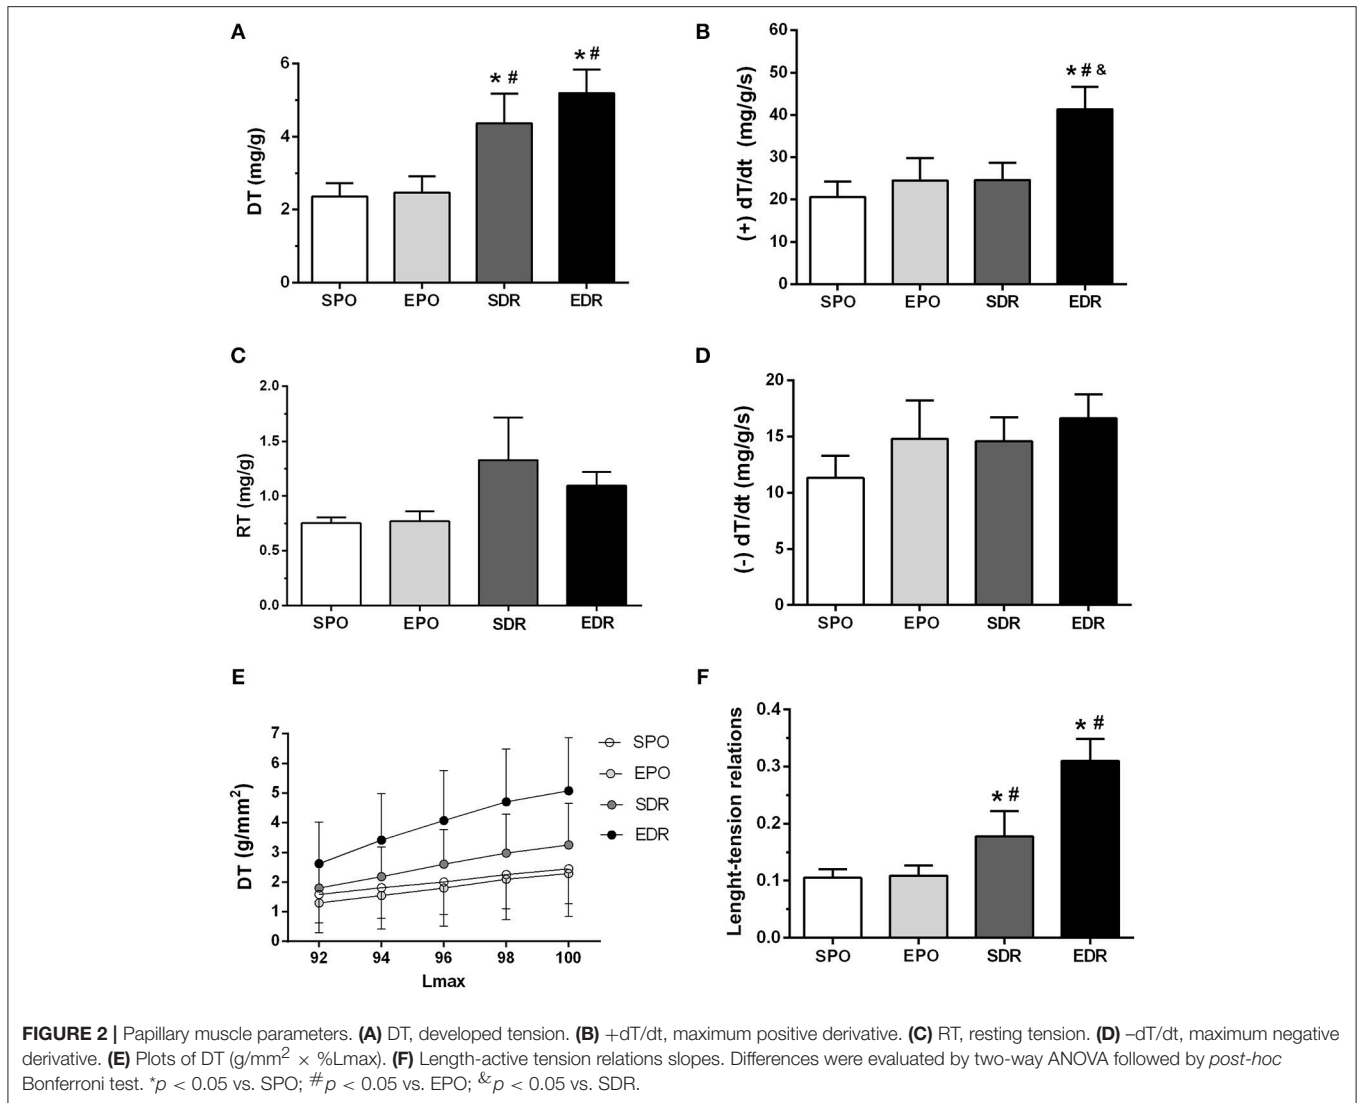 A
6
4
2
0
DT (mg/g)
* #
* #
SPO EPO SDR EDR
B
60
50
40
30
20
10
0
(+) dT/dt (mg/g/s)
* # &
SPO EPO SDR EDR
C
2.0
1.5
1.0
0.5
0.0
RT (mg/g)
SPO EPO SDR EDR
D
20
15
10
5
0
(-) dT/dt (mg/g/s)
SPO EPO SDR EDR
E
7
6
5
4
3
2
1
0
DT (g/mm²)
92 94 96 98 100
Lmax
SPO
EPO
SDR
EDR
F
0.4
0.3
0.2
0.1
0.0
Lenght-tension relations
* #
* #
SPO EPO SDR EDR
FIGURE 2 | Papillary muscle parameters. (A) DT, developed tension. (B) +dT/dt, maximum positive derivative. (C) RT, resting tension. (D) –dT/dt, maximum negative
derivative. (E) Plots of DT (g/mm² × %Lmax). (F) Length-active tension relations slopes. Differences were evaluated by two-way ANOVA followed by post-hoc
Bonferroni test. *p < 0.05 vs. SPO; #p < 0.05 vs. EPO; &p < 0.05 vs. SDR.